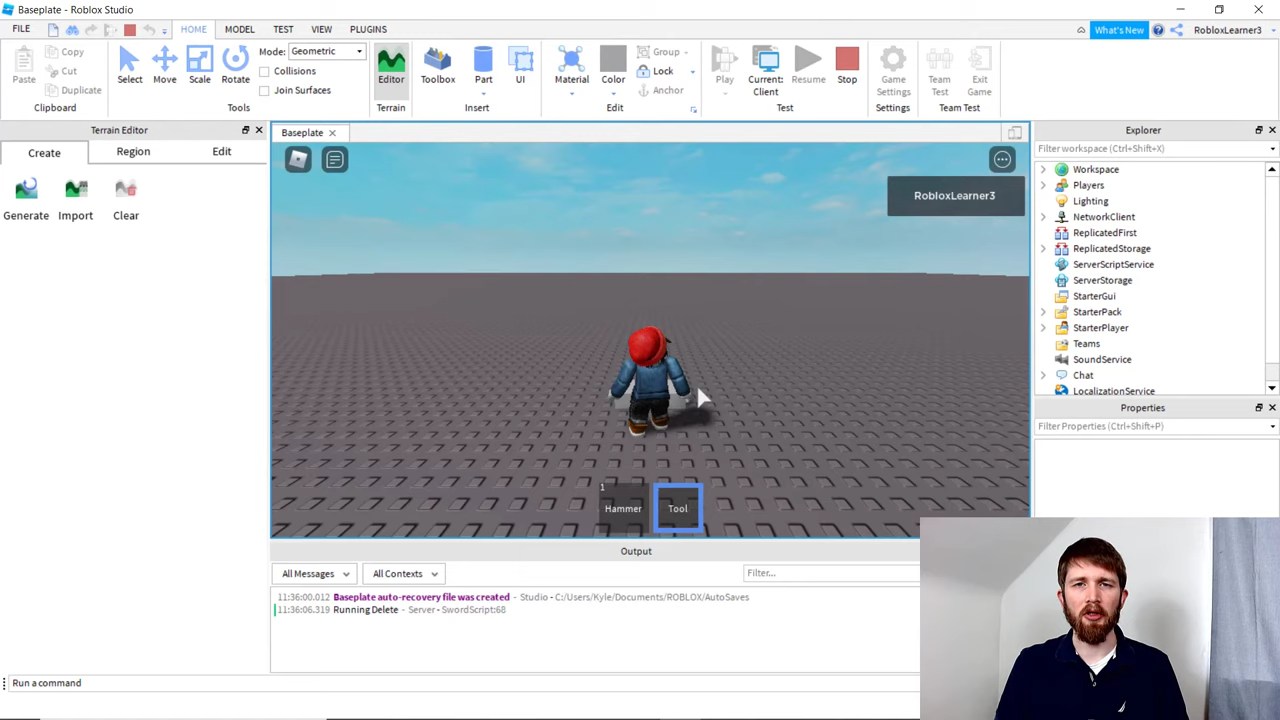 Baseplate - Roblox Studio
FILE HOME MODEL TEST VIEW PLUGINS What's New RobloxLearner3
Paste Copy Cut Duplicate
Clipboard
Select Move Scale Rotate
Mode: Geometric
Collisions
Join Surfaces
Tools
Editor
Terrain
Toolbox Part UI
Insert
Material Color
Group
Lock
Anchor
Edit
Play Current: Client Resume Stop
Test
Game Settings
Settings
Team Test Exit Game
Team Test
Terrain Editor
Create Region Edit
Generate Import Clear
Baseplate
RobloxLearner3
1
Hammer Tool
Explorer
Filter workspace (Ctrl+Shift+X)
Workspace
Players
Lighting
NetworkClient
ReplicatedFirst
ReplicatedStorage
ServerScriptService
ServerStorage
StarterGui
StarterPack
StarterPlayer
Teams
SoundService
Chat
LocalizationService
Properties
Filter Properties (Ctrl+Shift+P)
Output
All Messages All Contexts Filter...
11:36:00.012 Baseplate auto-recovery file was created - Studio - C:/Users/Kyle/Documents/ROBLOX/AutoSaves
11:36:06.319 Running Delete - Server - SwordScript:68
Run a command